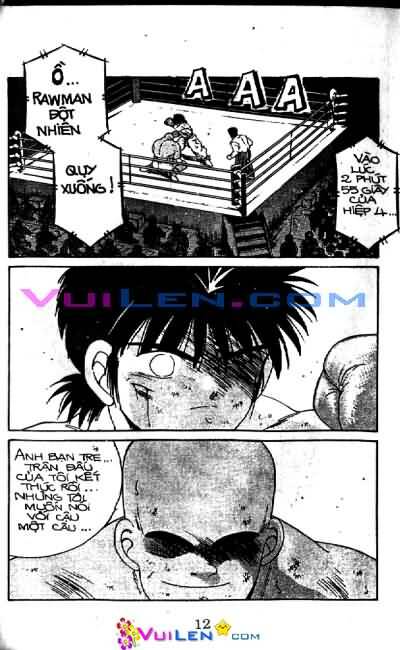 Ồ...
RAWMAN
ĐỘT
NHIÊN
QUỴ
XUỐNG!
A A A
VÀO
LÚC
2 PHÚT
55 GIÂY
CỦA
HIỆP 4...
VUILEN.COM
ANH BẠN TRẺ...
TRẬN ĐẤU
CỦA TÔI KẾT
THÚC RỒI...
NHƯNG TÔI
MUỐN NÓI
VỚI CẬU
MỘT CÂU...
12
VUILEN
COM